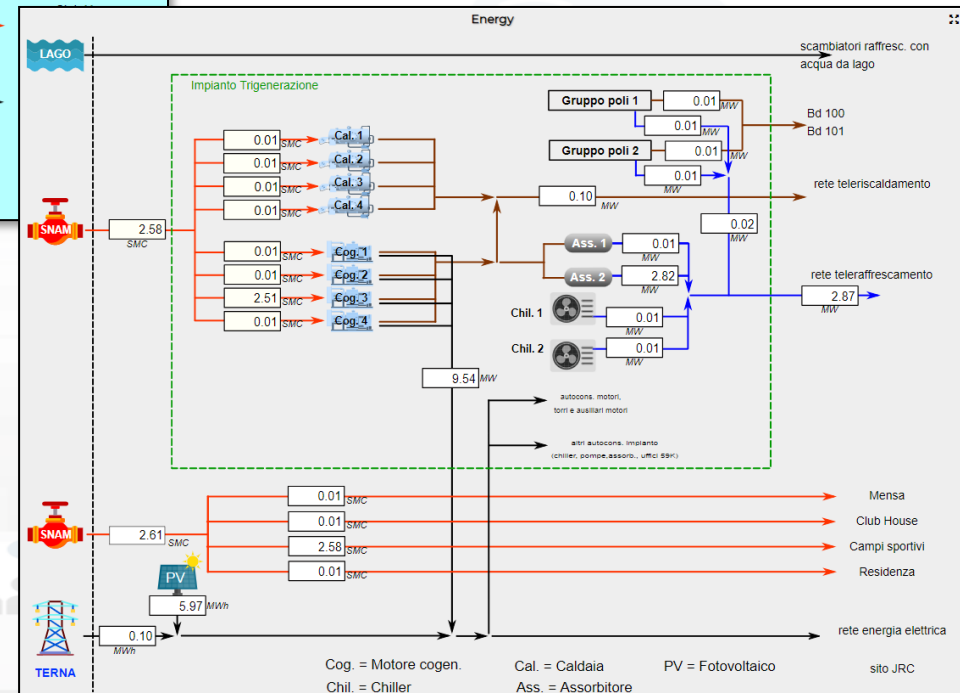 Energy
LAGO
scambiatori raffresc. con
acqua da lago
Impianto Trigenerazione
Gruppo poli 1
0.01
MW
0.01
MW
Bd 100
Bd 101
Gruppo poli 2
0.01
MW
0.01
MW
0.01
SMC
Cal. 1
0.01
SMC
Cal. 2
0.01
SMC
Cal. 3
0.01
SMC
Cal. 4
rete teleriscaldamento
0.10
MW
SNAM
2.58
SMC
0.02
MW
0.01
SMC
Cog. 1
0.01
SMC
Cog. 2
2.51
SMC
Cog. 3
0.01
SMC
Cog. 4
Ass. 1
0.01
MW
Ass. 2
2.82
MW
rete teleraffrescamento
2.87
MW
Chil. 1
0.01
MW
Chil. 2
0.01
MW
9.54
MW
autocons. motori,
torri e ausiliari motori
altri autocons. impianto
(chiller, pompe,assorb., uffici 59K)
SNAM
2.61
SMC
0.01
SMC
Mensa
0.01
SMC
Club House
2.58
SMC
Campi sportivi
0.01
SMC
Residenza
PV
5.97
MWh
TERNA
0.10
MWh
rete energia elettrica
sito JRC
Cog. = Motore cogen.
Cal. = Caldaia
PV = Fotovoltaico
Chil. = Chiller
Ass. = Assorbitore